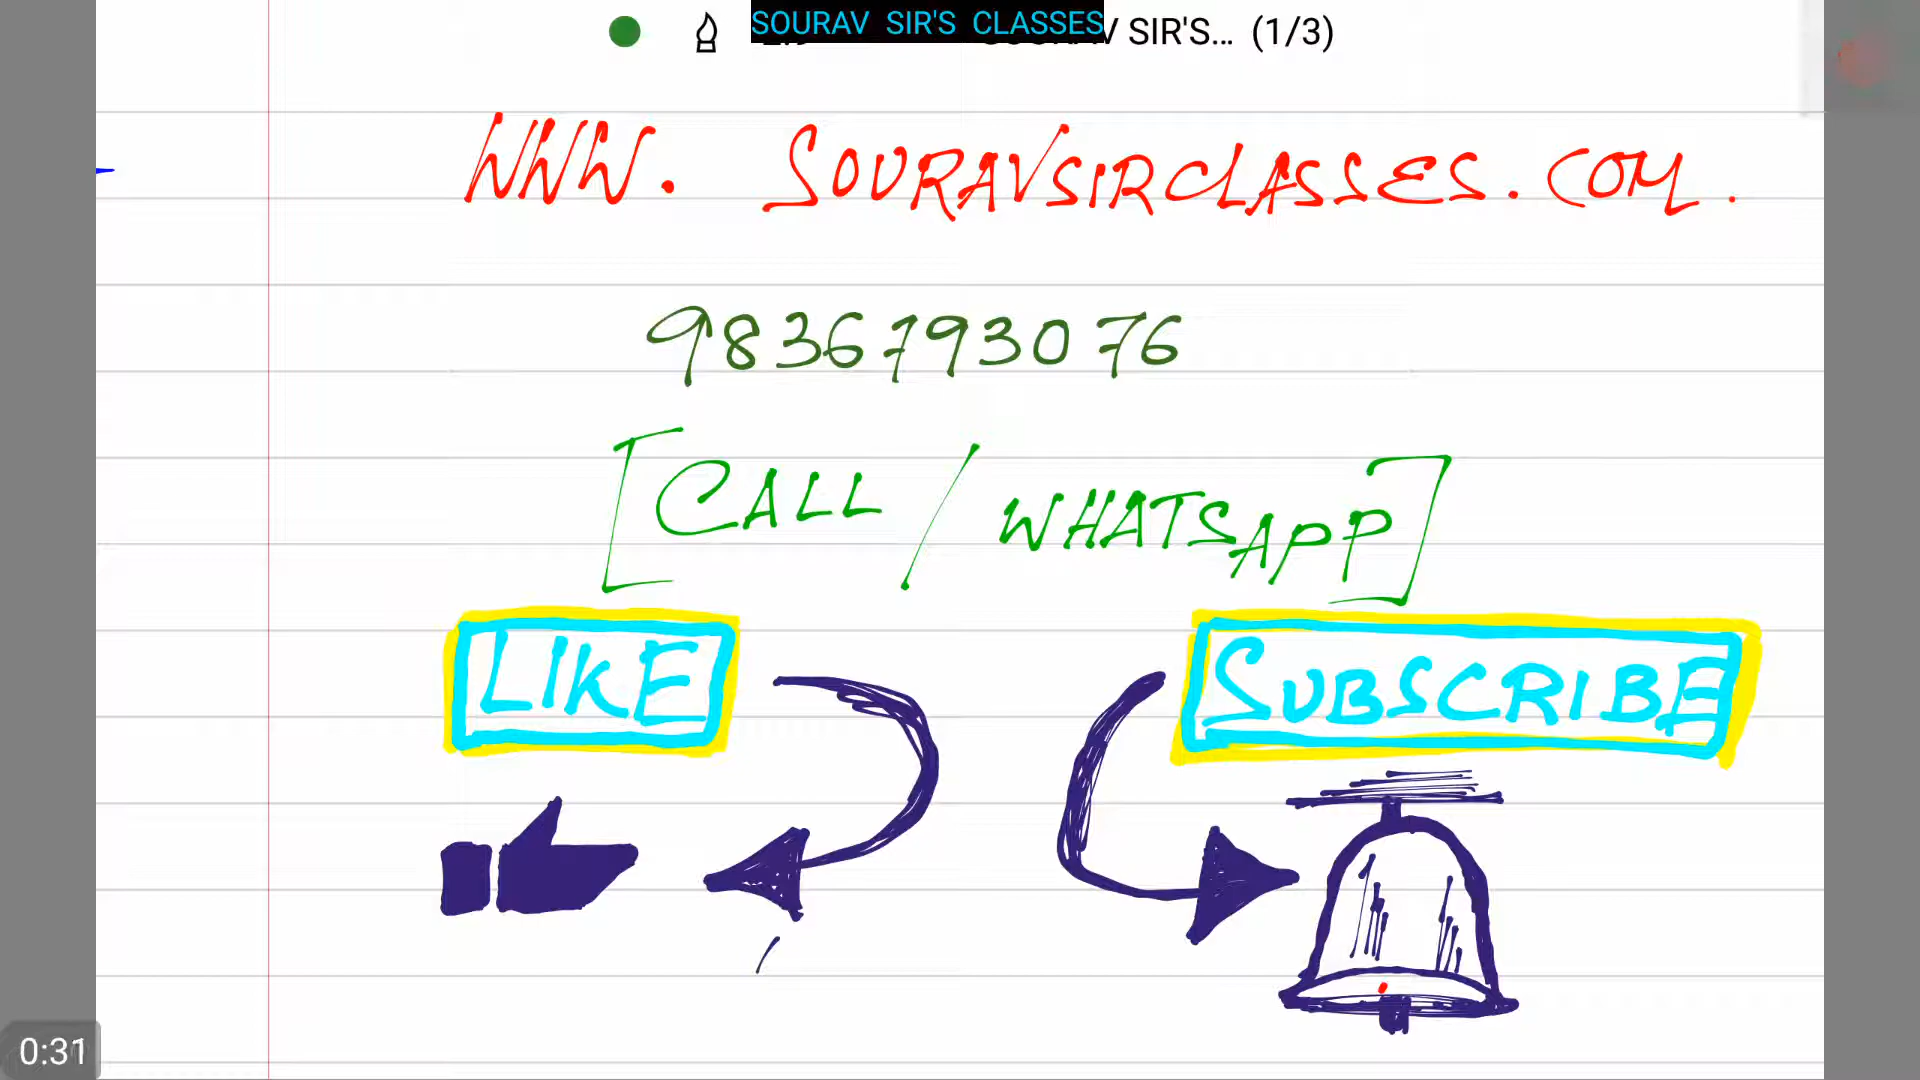 SOURAV SIR'S CLASSES
V SIR'S... (1/3)
WWW. SOURAVSIRCLASSES.COM.
9836793076
[CALL / WHATSAPP]
LIKE SUBSCRIBE
0:31